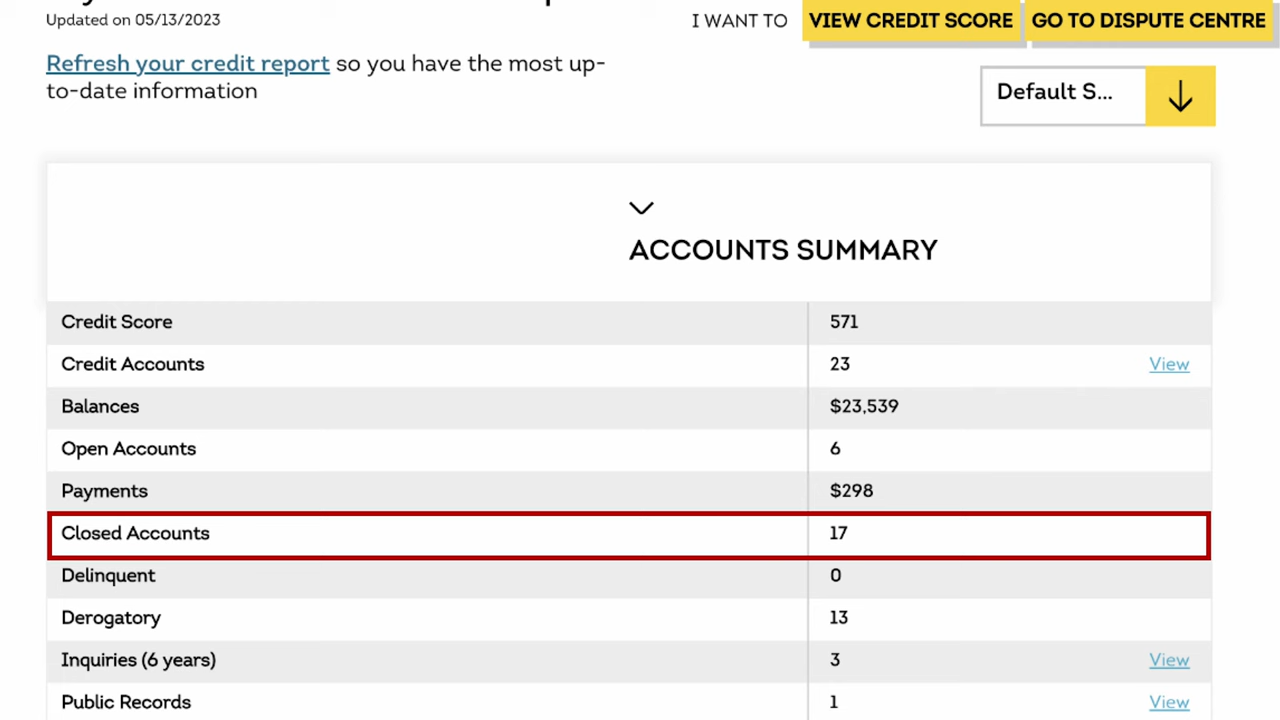 Updated on 05/13/2023
I WANT TO VIEW CREDIT SCORE GO TO DISPUTE CENTRE
Refresh your credit report so you have the most up-
to-date information
Default S...
ACCOUNTS SUMMARY
Credit Score 571
Credit Accounts 23 View
Balances $23,539
Open Accounts 6
Payments $298
Closed Accounts 17
Delinquent 0
Derogatory 13
Inquiries (6 years) 3 View
Public Records 1 View